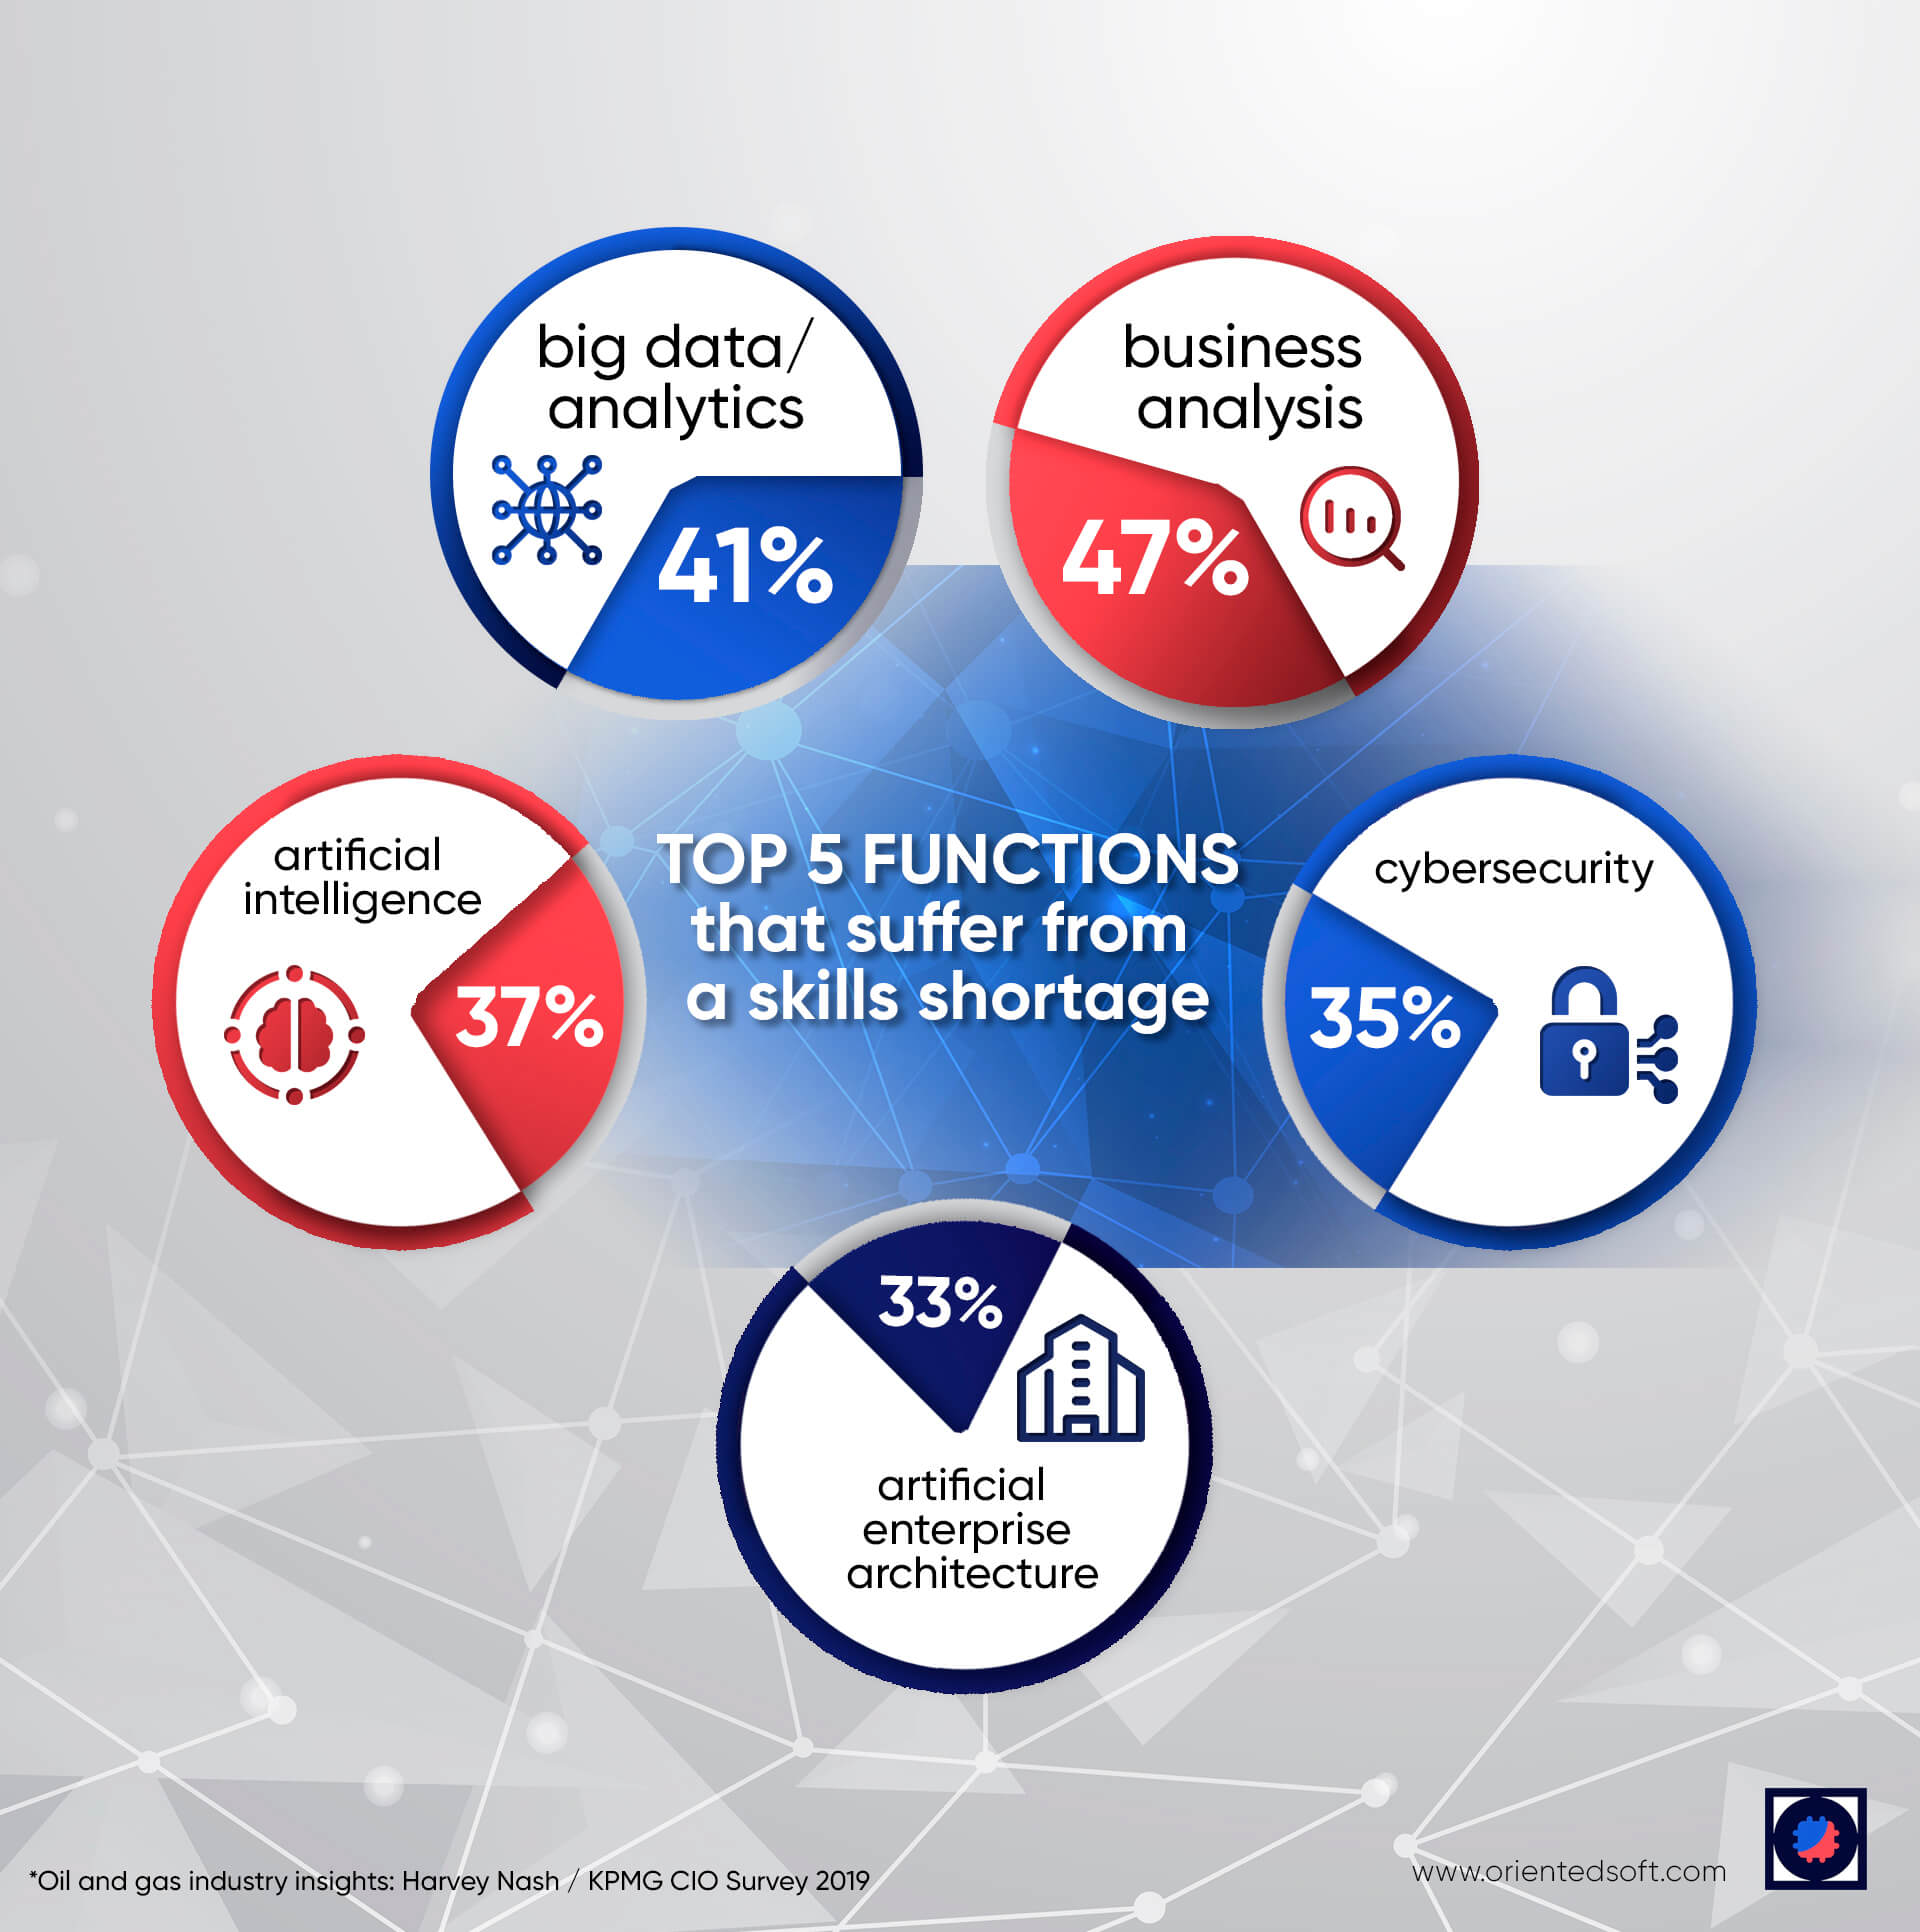 big data/
analytics
41%
business
analysis
47%
artificial
intelligence
37%
TOP 5 FUNCTIONS
that suffer from
a skills shortage
cybersecurity
35%
33%
artificial
enterprise
architecture
*Oil and gas industry insights: Harvey Nash / KPMG CIO Survey 2019
www.orientedsoft.com